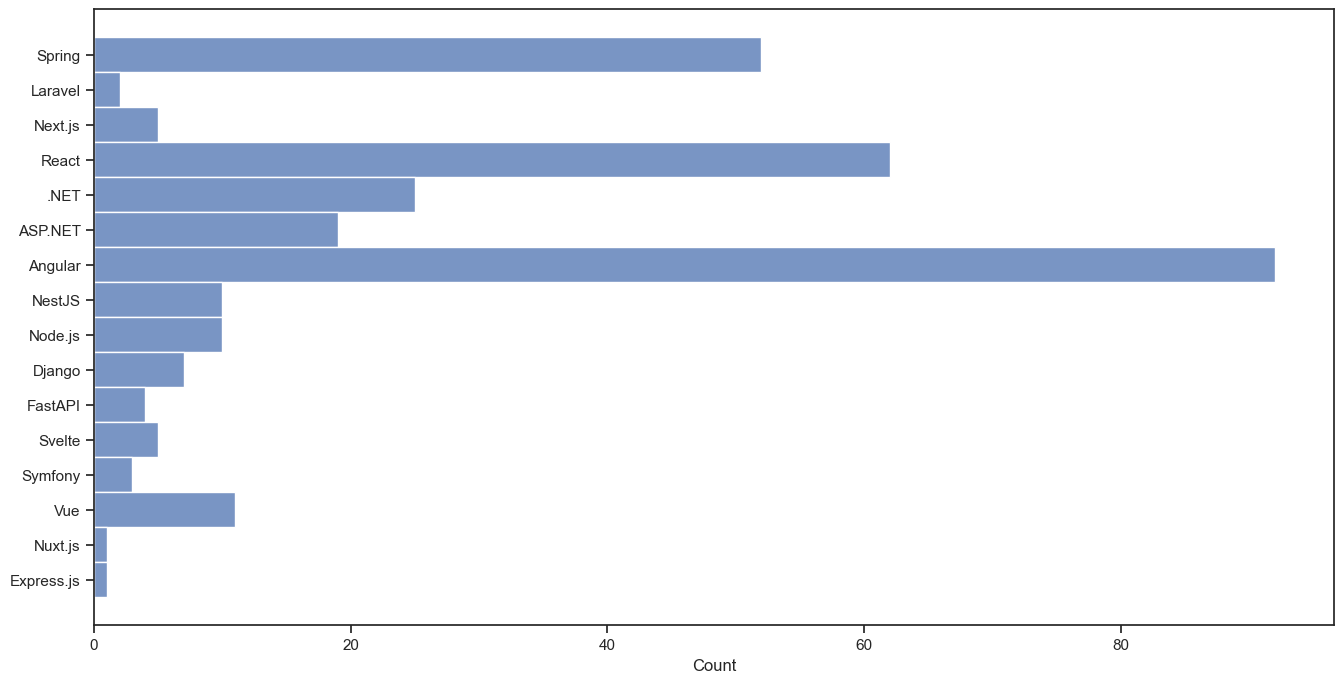 Spring
Laravel
Next.js
React
.NET
ASP.NET
Angular
NestJS
Node.js
Django
FastAPI
Svelte
Symfony
Vue
Nuxt.js
Express.js
0 20 40 60 80
Count